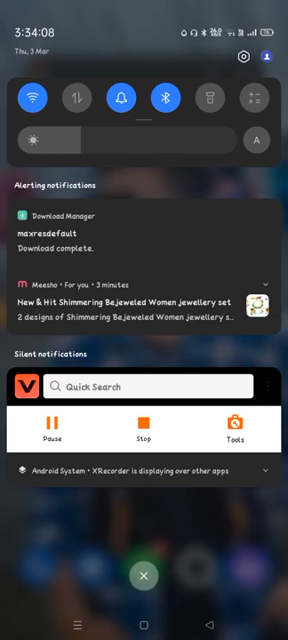 3:34:08
Thu, 3 Mar
A
Alerting notifications
Download Manager
maxresdefault
Download complete.
Meesho • For you • 3 minutes
New & Hit Shimmering Bejeweled Women jewellery set
2 designs of Shimmering Bejeweled Women jewellery s...
Silent notifications
Quick Search
Pause
Stop
Tools
Android System • XRecorder is displaying over other apps